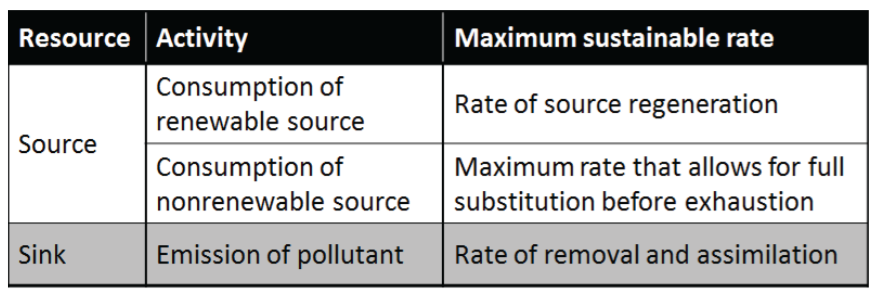 Resource Activity Maximum sustainable rate
Source
Consumption of
renewable source
Rate of source regeneration
Consumption of
nonrenewable source
Maximum rate that allows for full
substitution before exhaustion
Sink Emission of pollutant Rate of removal and assimilation